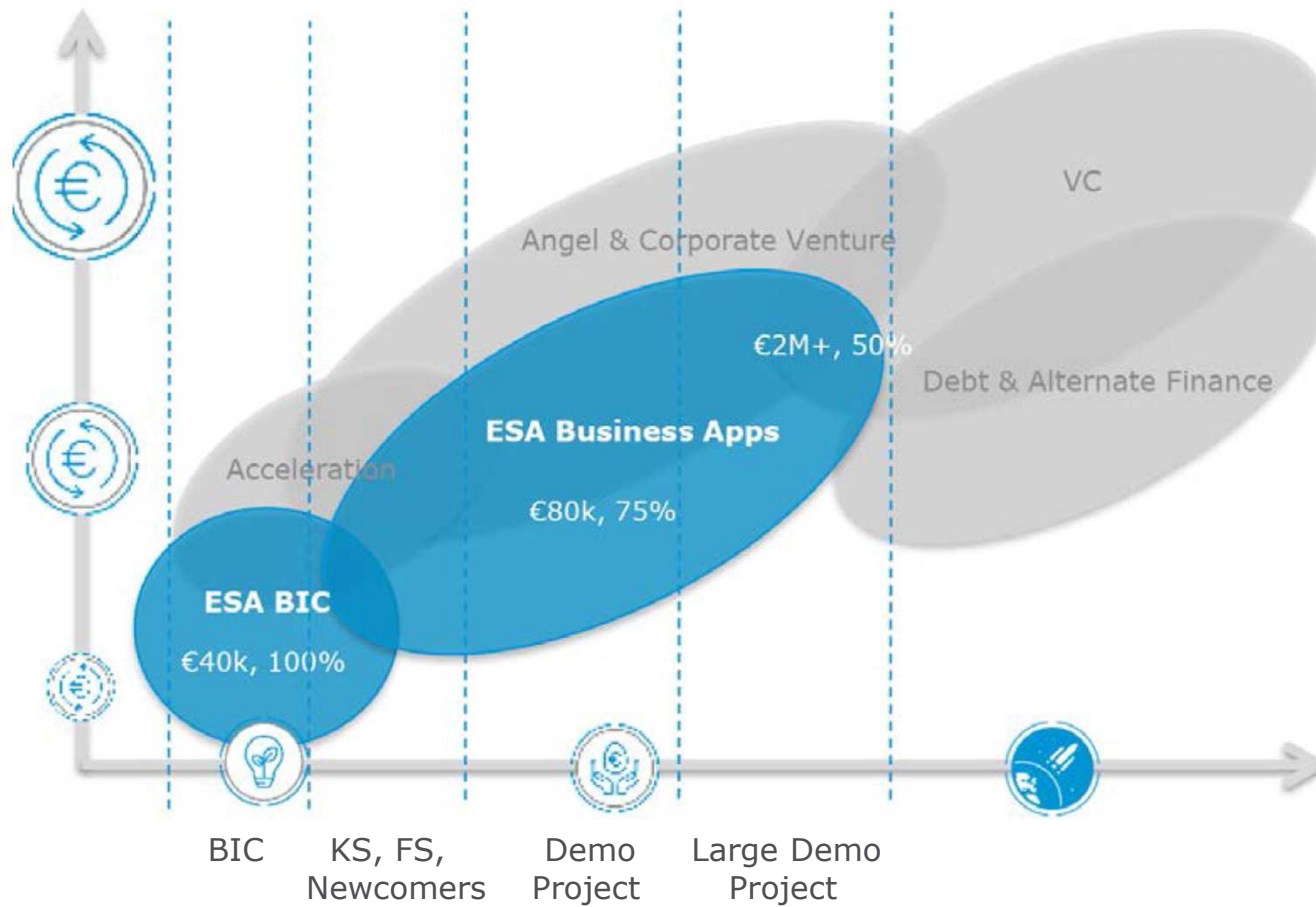 VC
Angel & Corporate Venture
€2M+, 50%
Debt & Alternate Finance
ESA Business Apps
Acceleration
€80k, 75%
ESA BIC
€40k, 100%
€
€
€
€
BIC
KS, FS,
Newcomers
Demo
Project
Large Demo
Project